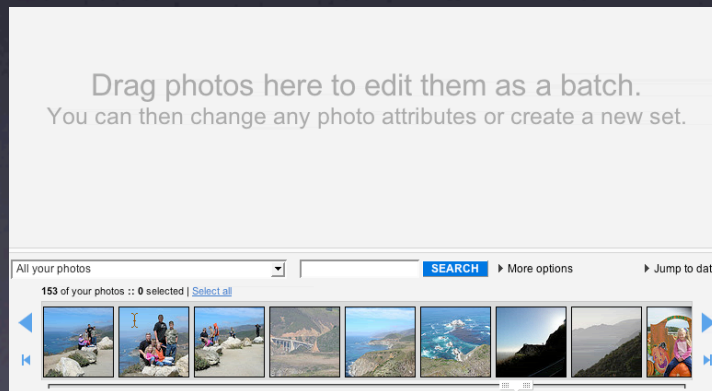 Drag photos here to edit them as a batch.
You can then change any photo attributes or create a new set.
All your photos
SEARCH
More options
Jump to dat
153 of your photos :: 0 selected | Select all